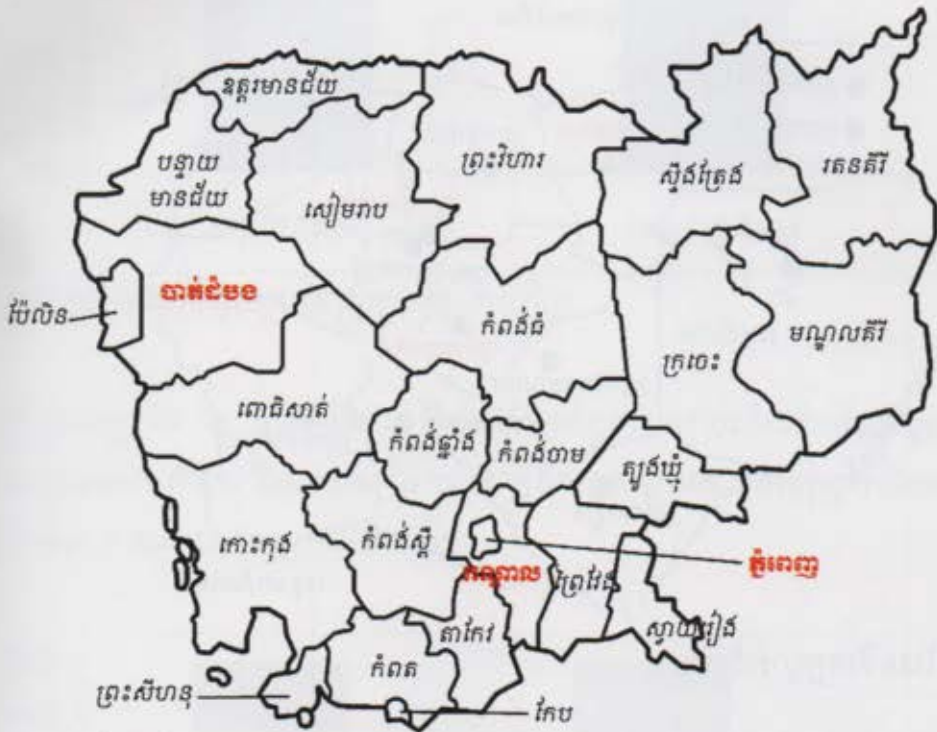 ឧត្តរមានជ័យ
បន្ទាយ
មានជ័យ
សៀមរាប
ព្រះវិហារ
ស្ទឹងត្រែង
រតនគីរី
បាត់ដំបង
ប៉ៃលិន
កំពង់ធំ
ក្រចេះ
មណ្ឌលគីរី
ពោធិសាត់
កំពង់ឆ្នាំង
កំពង់ចាម
ត្បូងឃ្មុំ
កោះកុង
កំពង់ស្ពឺ
កណ្តាល
ភ្នំពេញ
ព្រៃវែង
ស្វាយរៀង
តាកែវ
កំពត
ព្រះសីហនុ
កែប